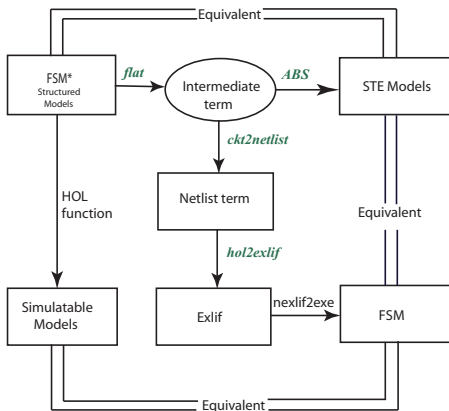 Equivalent
FSM*
Structured
Models
flat
Intermediate
term
ABS
STE Models
ckt2netlist
HOL
function
Netlist term
Equivalent
hol2exlif
Simulatable
Models
Exlif
nexlif2exe
FSM
Equivalent